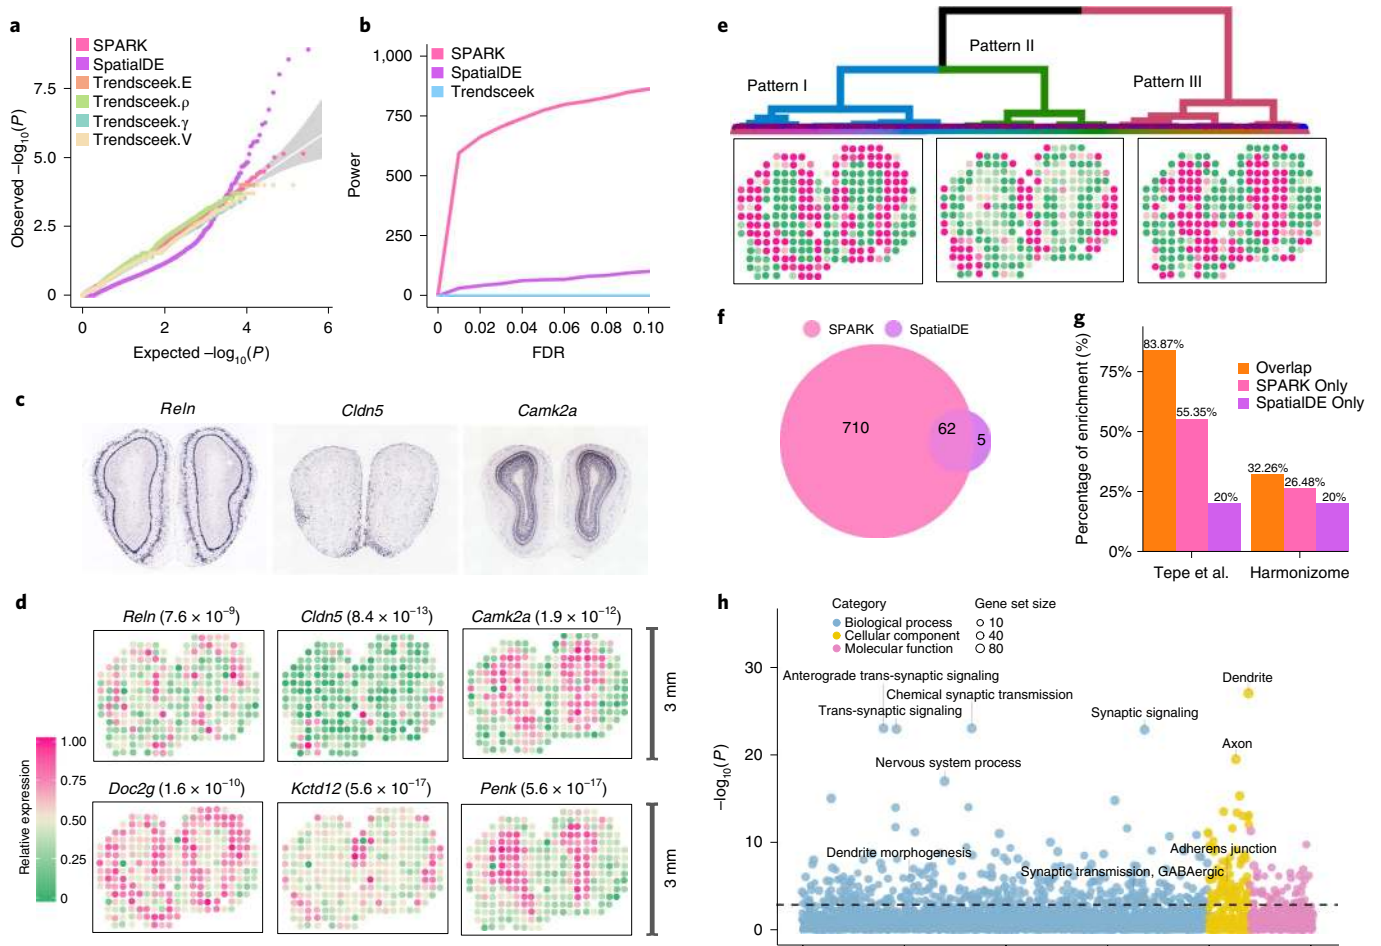 a
SPARK
SpatialDE
Trendsceek.E
Trendsceek.ρ
Trendsceek.γ
Trendsceek.V
7.5
5.0
2.5
0
Observed –log10(P)
0 2 4 6
Expected –log10(P)
b
SPARK
SpatialDE
Trendsceek
1,000
750
500
250
0
Power
0 0.02 0.04 0.06 0.08 0.10
FDR
c
Reln Cldn5 Camk2a
d
Reln (7.6 × 10–9) Cldn5 (8.4 × 10–13) Camk2a (1.9 × 10–12)
3 mm
Doc2g (1.6 × 10–10) Kctd12 (5.6 × 10–17) Penk (5.6 × 10–17)
3 mm
Relative expression
1.00
0.75
0.50
0.25
0
e
Pattern I
Pattern II
Pattern III
f
SPARK SpatialDE
710 62 5
g
Percentage of enrichment (%)
75%
50%
25%
0%
83.87%
55.35%
20%
32.26%
26.48%
20%
Overlap
SPARK Only
SpatialDE Only
Tepe et al. Harmonizome
h
Category
Biological process
Cellular component
Molecular function
Gene set size
10
40
80
30
20
10
0
–log10(P)
Anterograde trans-synaptic signaling
Chemical synaptic transmission
Trans-synaptic signaling
Synaptic signaling
Dendrite
Axon
Nervous system process
Dendrite morphogenesis
Adherens junction
Synaptic transmission, GABAergic